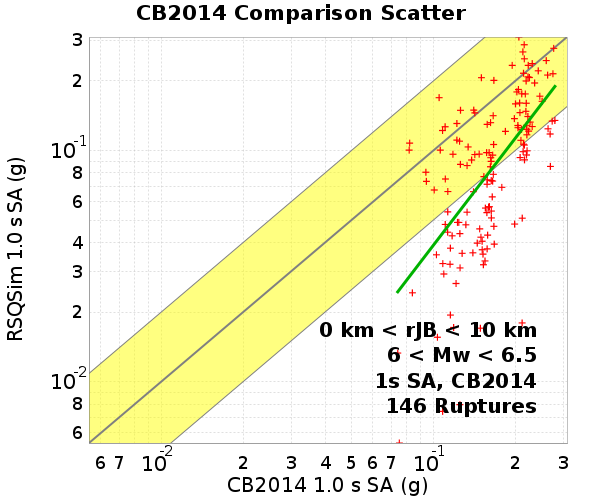 CB2014 Comparison Scatter
3
2
10-1
8
6
4
3
2
10-2
8
6
RSQSim 1.0 s SA (g)
0 km < rJB < 10 km
6 < Mw < 6.5
1s SA, CB2014
146 Ruptures
6 7 10-2 2 3 4 5 6 7 10-1 2 3
CB2014 1.0 s SA (g)